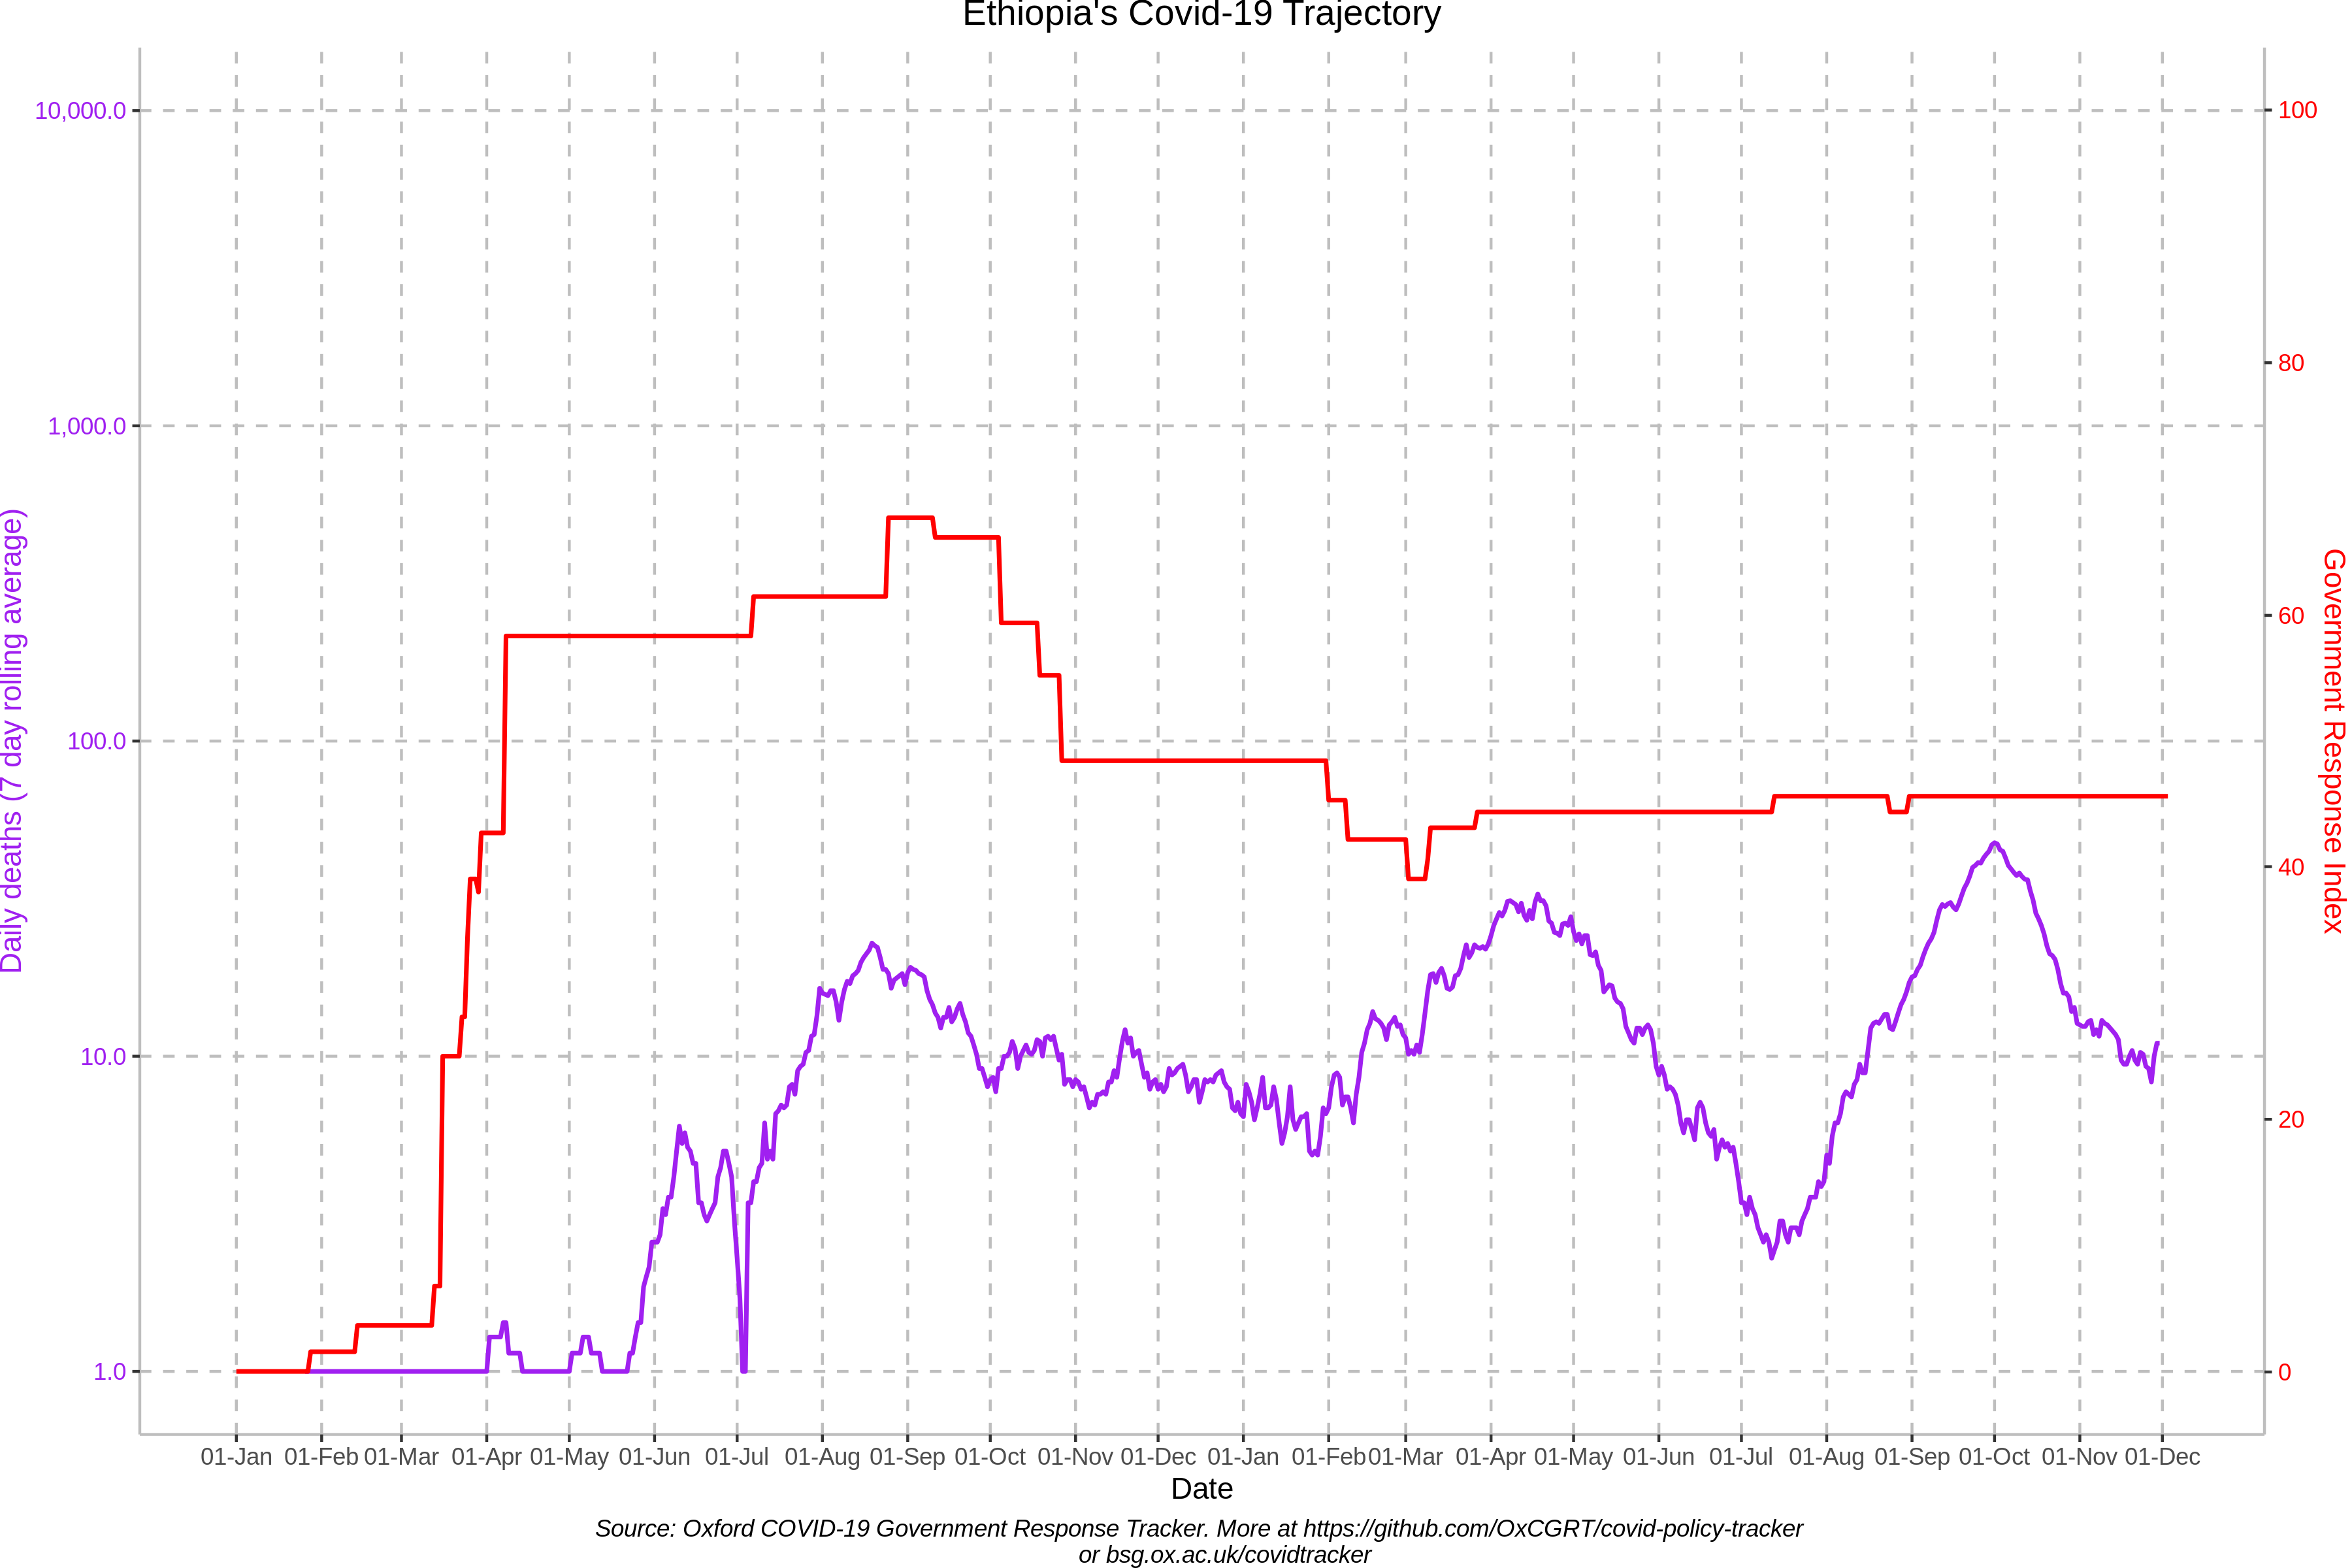 Ethiopia's Covid-19 Trajectory
Daily deaths (7 day rolling average)
10,000.0
1,000.0
100.0
10.0
1.0
100
80
60
40
20
0
Government Response Index
01-Jan 01-Feb 01-Mar 01-Apr 01-May 01-Jun 01-Jul 01-Aug 01-Sep 01-Oct 01-Nov 01-Dec 01-Jan 01-Feb 01-Mar 01-Apr 01-May 01-Jun 01-Jul 01-Aug 01-Sep 01-Oct 01-Nov 01-Dec
Date
Source: Oxford COVID-19 Government Response Tracker. More at https://github.com/OxCGRT/covid-policy-tracker
or bsg.ox.ac.uk/covidtracker